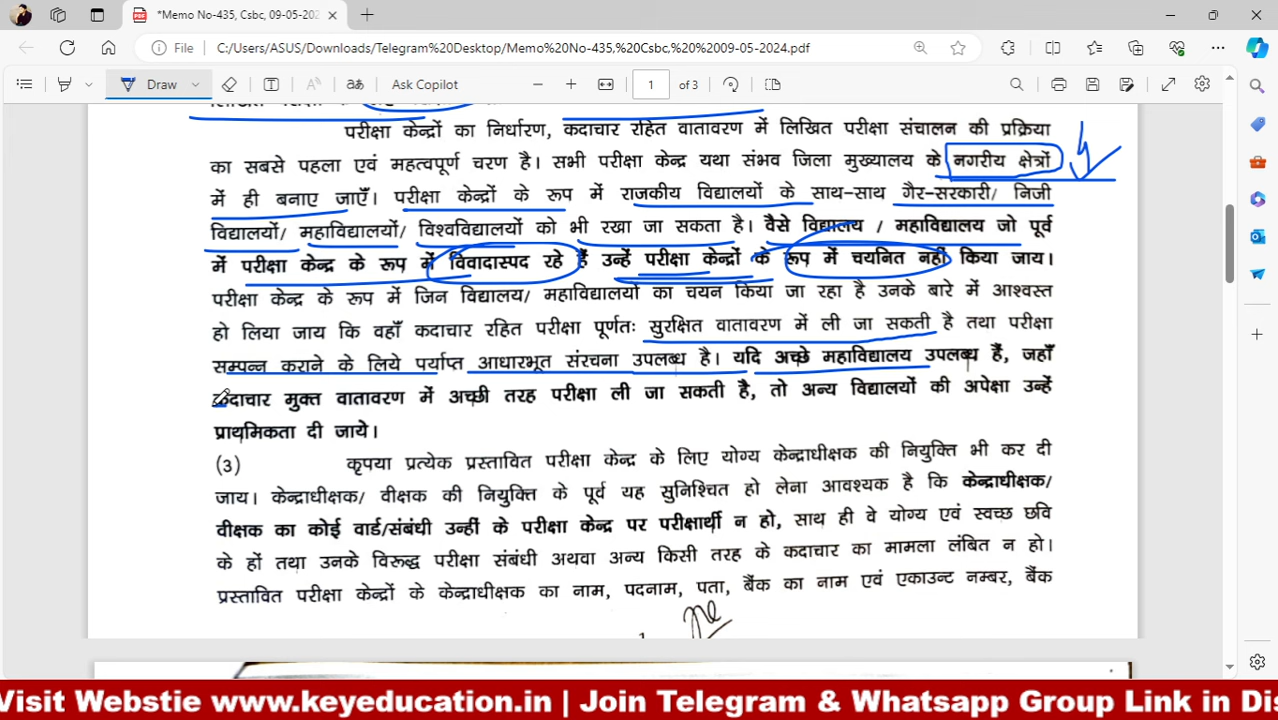 *Memo No-435, Csbc, 09-05-202
File C:/Users/ASUS/Downloads/Telegram%20Desktop/Memo%20No-435,%20Csbc,%20%2009-05-2024.pdf
Draw Ask Copilot 1 of 3
परीक्षा केन्द्रों का निर्धारण, कदाचार रहित वातावरण में लिखित परीक्षा संचालन की प्रक्रिया
का सबसे पहला एवं महत्वपूर्ण चरण है। सभी परीक्षा केन्द्र यथा संभव जिला मुख्यालय के नगरीय क्षेत्रों
में ही बनाए जाएँ। परीक्षा केन्द्रों के रूप में राजकीय विद्यालयों के साथ-साथ गैर-सरकारी/ निजी
विद्यालयों/ महाविद्यालयों/ विश्वविद्यालयों को भी रखा जा सकता है। वैसे विद्यालय / महाविद्यालय जो पूर्व
में परीक्षा केन्द्र के रूप में विवादास्पद रहे हैं उन्हें परीक्षा केन्द्रों के रूप में चयनित नहीं किया जाय।
परीक्षा केन्द्र के रूप में जिन विद्यालय/ महाविद्यालयों का चयन किया जा रहा है उनके बारे में आश्वस्त
हो लिया जाय कि वहाँ कदाचार रहित परीक्षा पूर्णतः सुरक्षित वातावरण में ली जा सकती है तथा परीक्षा
सम्पन्न कराने के लिये पर्याप्त आधारभूत संरचना उपलब्ध है। यदि अच्छे महाविद्यालय उपलब्ध हैं, जहाँ
कदाचार मुक्त वातावरण में अच्छी तरह परीक्षा ली जा सकती है, तो अन्य विद्यालयों की अपेक्षा उन्हें
प्राथमिकता दी जाये।
(3) कृपया प्रत्येक प्रस्तावित परीक्षा केन्द्र के लिए योग्य केन्द्राधीक्षक की नियुक्ति भी कर दी
जाय। केन्द्राधीक्षक/ वीक्षक की नियुक्ति के पूर्व यह सुनिश्चित हो लेना आवश्यक है कि केन्द्राधीक्षक/
वीक्षक का कोई वार्ड/संबंधी उन्हीं के परीक्षा केन्द्र पर परीक्षार्थी न हो, साथ ही वे योग्य एवं स्वच्छ छवि
के हों तथा उनके विरूद्ध परीक्षा संबंधी अथवा अन्य किसी तरह के कदाचार का मामला लंबित न हो।
प्रस्तावित परीक्षा केन्द्रों के केन्द्राधीक्षक का नाम, पदनाम, पता, बैंक का नाम एवं एकाउन्ट नम्बर, बैंक
Visit Webstie www.keyeducation.in | Join Telegram & Whatsapp Group Link in Dis